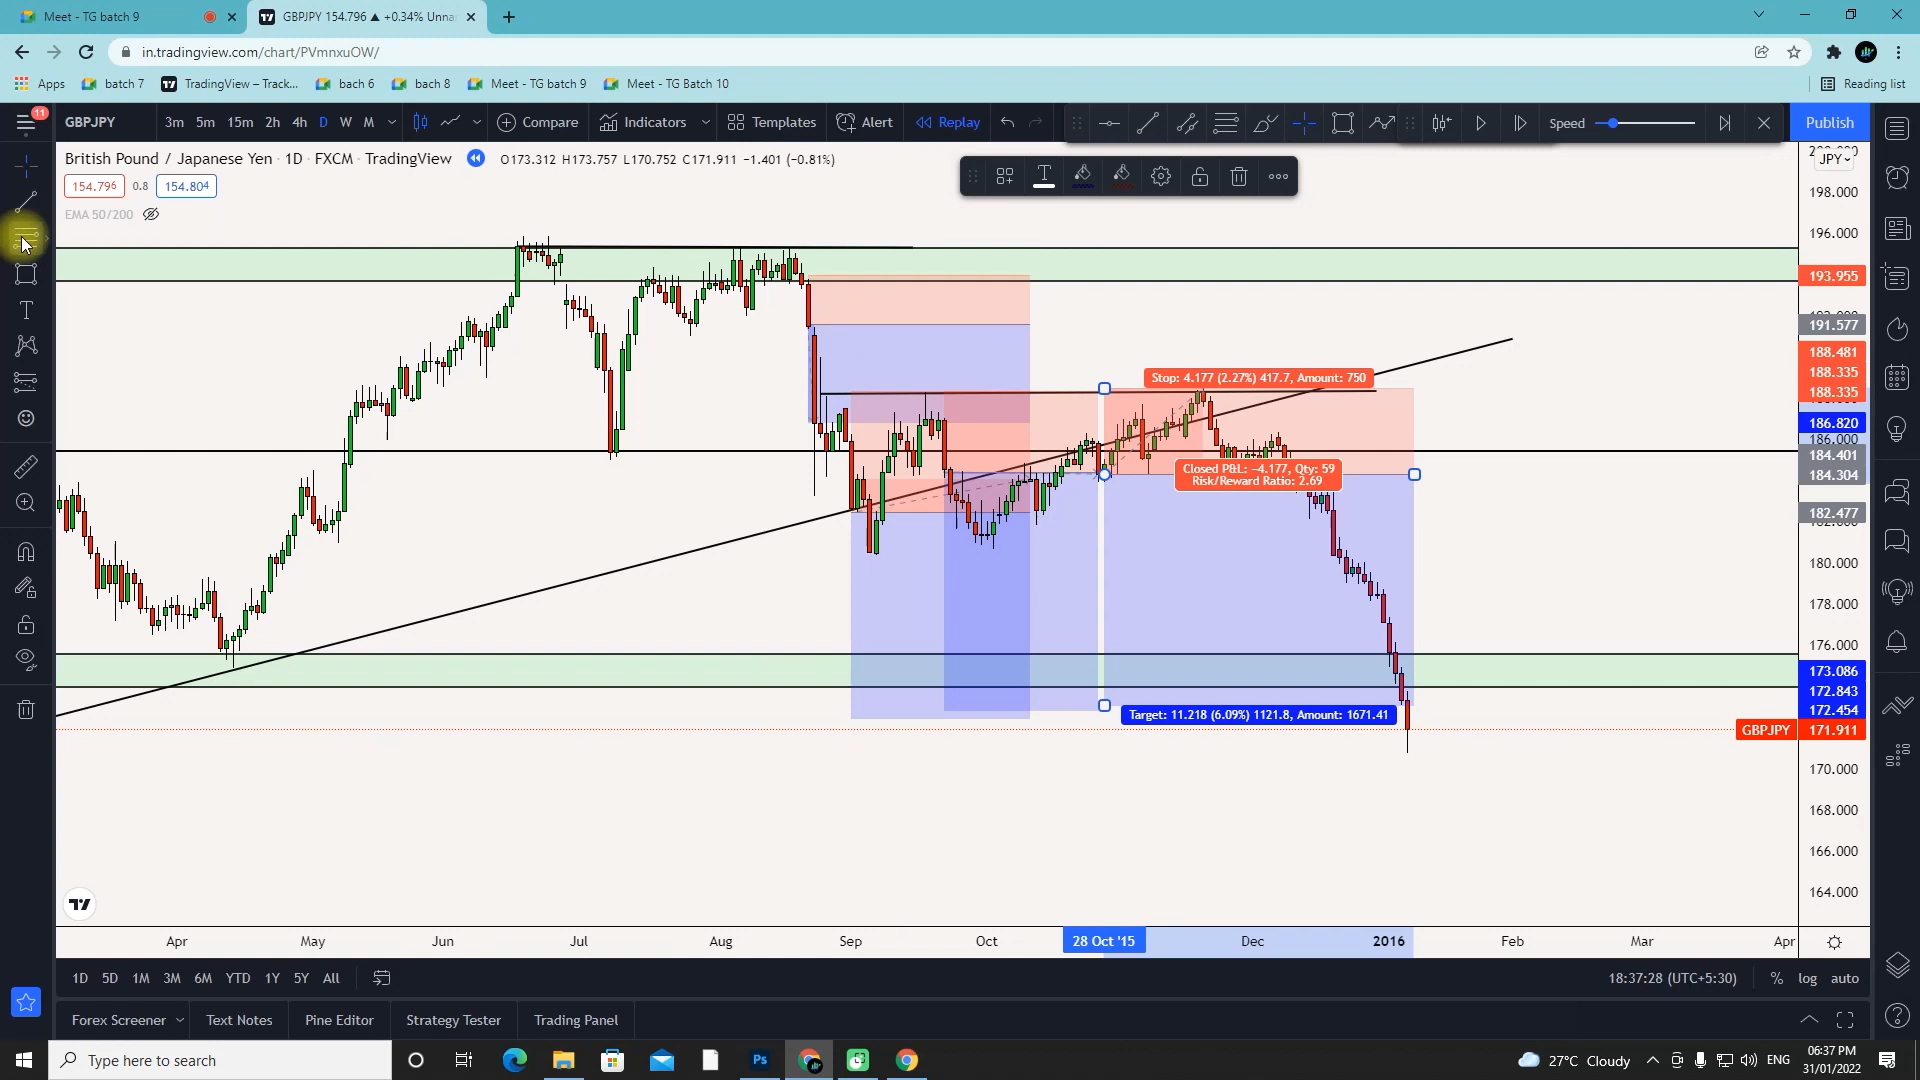 Meet - TG batch 9
GBPJPY 154.796 ▲ +0.34% Unna
in.tradingview.com/chart/PVmnxuOW/
Apps
batch 7
TradingView – Track...
bach 6
bach 8
Meet - TG batch 9
Meet - TG Batch 10
Reading list
11
GBPJPY
3m 5m 15m 2h 4h D W M
Compare
Indicators
Templates
Alert
Replay
Speed
Publish
British Pound / Japanese Yen · 1D · FXCM · TradingView
O173.312 H173.757 L170.752 C171.911 −1.401 (−0.81%)
JPY
154.796 0.8 154.804
EMA 50/200
198.000
196.000
193.955
191.577
188.481
188.335
188.335
186.820
186.000
184.401
184.304
182.477
180.000
178.000
176.000
173.086
172.843
172.454
GBPJPY 171.911
170.000
168.000
166.000
164.000
Stop: 4.177 (2.27%) 417.7, Amount: 750
Closed P&L: −4.177, Qty: 59
Risk/Reward Ratio: 2.69
Target: 11.218 (6.09%) 1121.8, Amount: 1671.41
Apr May Jun Jul Aug Sep Oct 28 Oct '15 Dec 2016 Feb Mar Apr
1D 5D 1M 3M 6M YTD 1Y 5Y All
18:37:28 (UTC+5:30)
% log auto
Forex Screener
Text Notes
Pine Editor
Strategy Tester
Trading Panel
Type here to search
Ps
27°C Cloudy
ENG
06:37 PM
31/01/2022